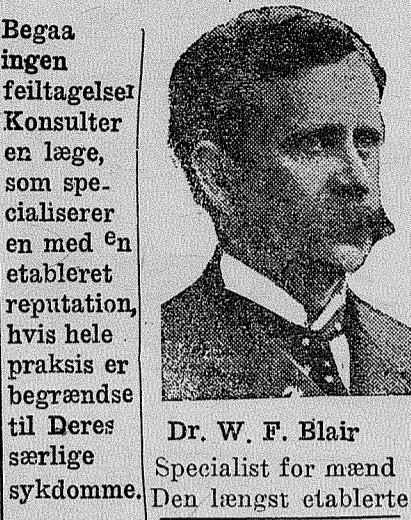 Begaa
ingen
feiltagelser
Konsulter
en læge,
som spe-
cialiserer
en med en
etableret
reputation,
hvis hele
praksis er
begrændse
til Deres
særlige
sykdomme.
Dr. W. F. Blair
Specialist for mænd
Den længst etablerte